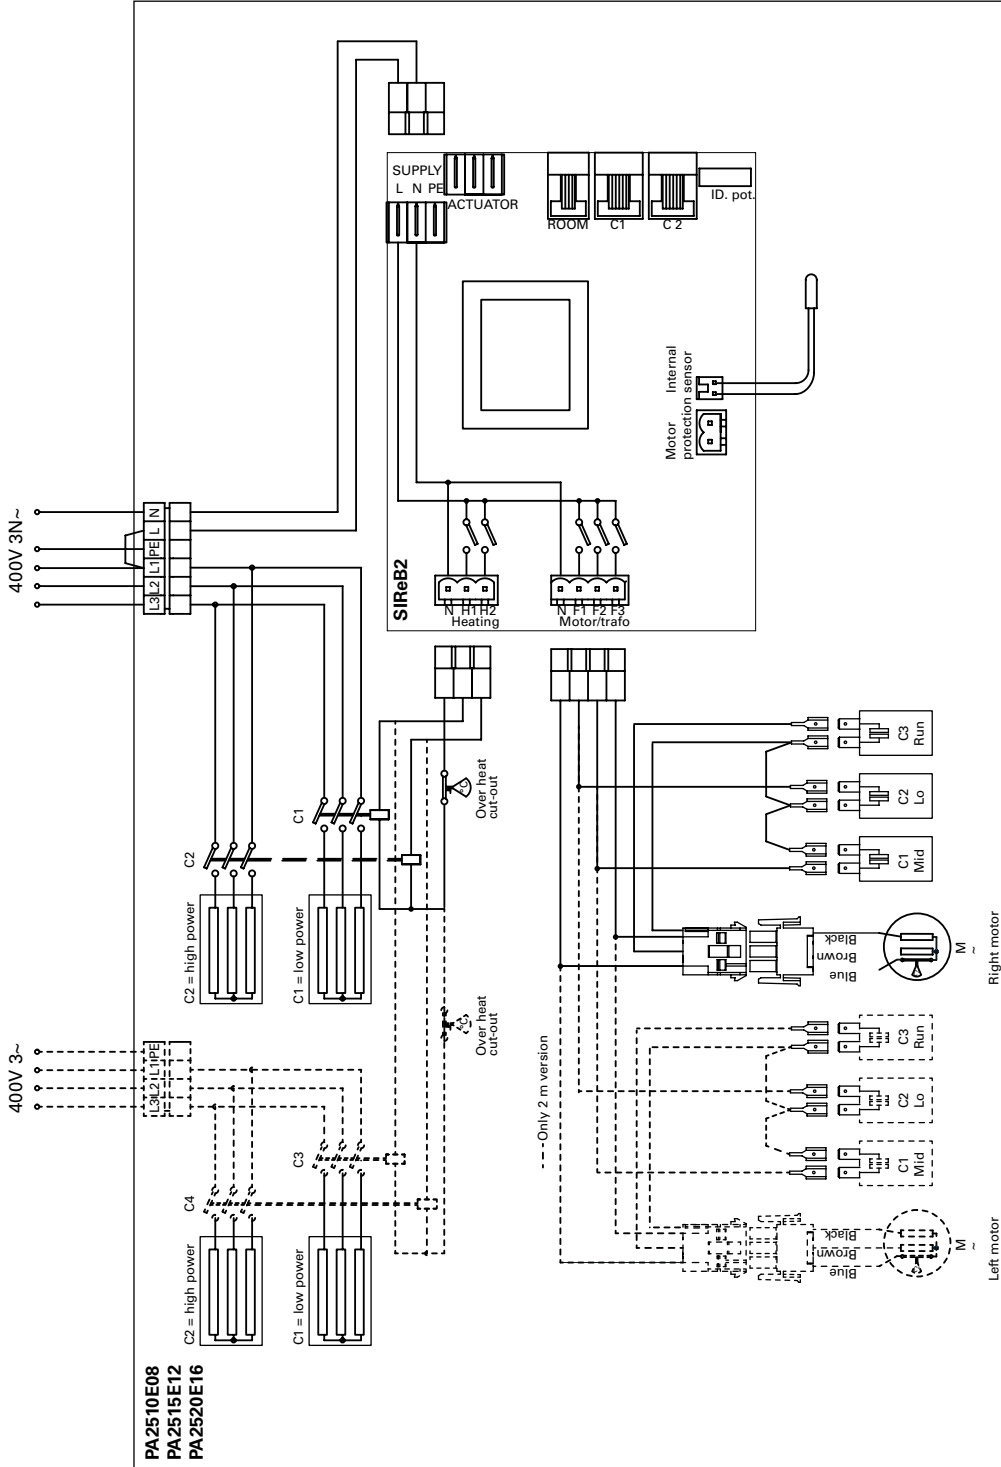 400V 3N~
L3
L2
L1
PE
L
N
SUPPLY
L N PE
ACTUATOR
ROOM
C1
C 2
ID. pot.
Motor
protection
Internal
sensor
SIReB2
N H1 H2
Heating
N F1 F2 F3
Motor/trafo
C1
C2
°C
Over heat
cut-out
C2 = high power
C1 = low power
C3
Run
C2
Lo
C1
Mid
Black
Brown
Blue
M
~
Right motor
400V 3~
L3
L2
L1
PE
°C
Over heat
cut-out
C3
C4
C2 = high power
C1 = low power
--- Only 2 m version
C3
Run
C2
Lo
C1
Mid
Black
Brown
Blue
M
~
Left motor
PA2510E08
PA2515E12
PA2520E16